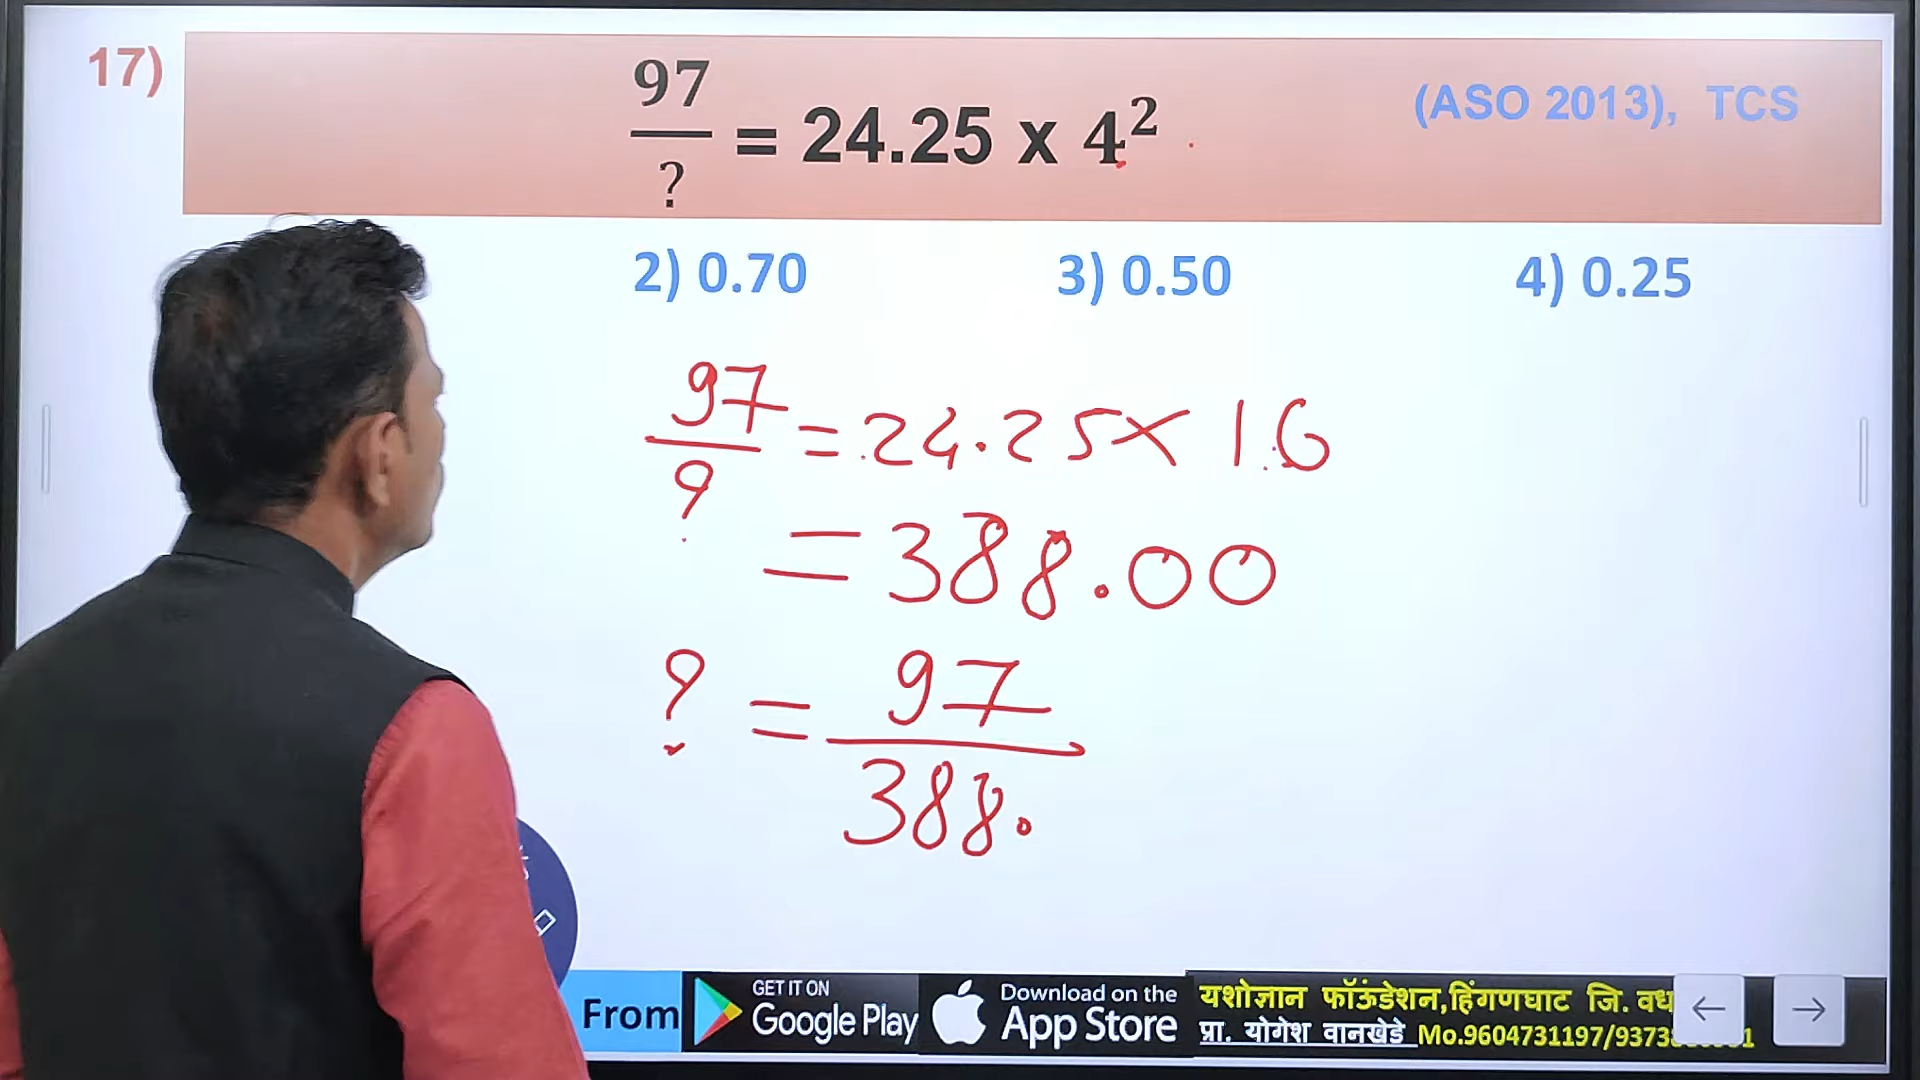 17)
97/? = 24.25 x 4²
(ASO 2013), TCS
2) 0.70 3) 0.50 4) 0.25
97/? = 24.25 × 16
= 388.00
? = 97/388.
From
GET IT ON
Google Play
Download on the
App Store
यशोज्ञान फॉऊंडेशन,हिंगणघाट जि.
प्रा. योगेश वानखेडे Mo.9604731197/9373